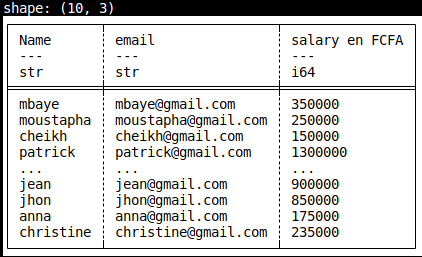 shape: (10, 3)
Name email salary en FCFA
--- --- ---
str str i64
mbaye mbaye@gmail.com 350000
moustapha moustapha@gmail.com 250000
cheikh cheikh@gmail.com 150000
patrick patrick@gmail.com 1300000
... ... ...
jean jean@gmail.com 900000
jhon jhon@gmail.com 850000
anna anna@gmail.com 175000
christine christine@gmail.com 235000